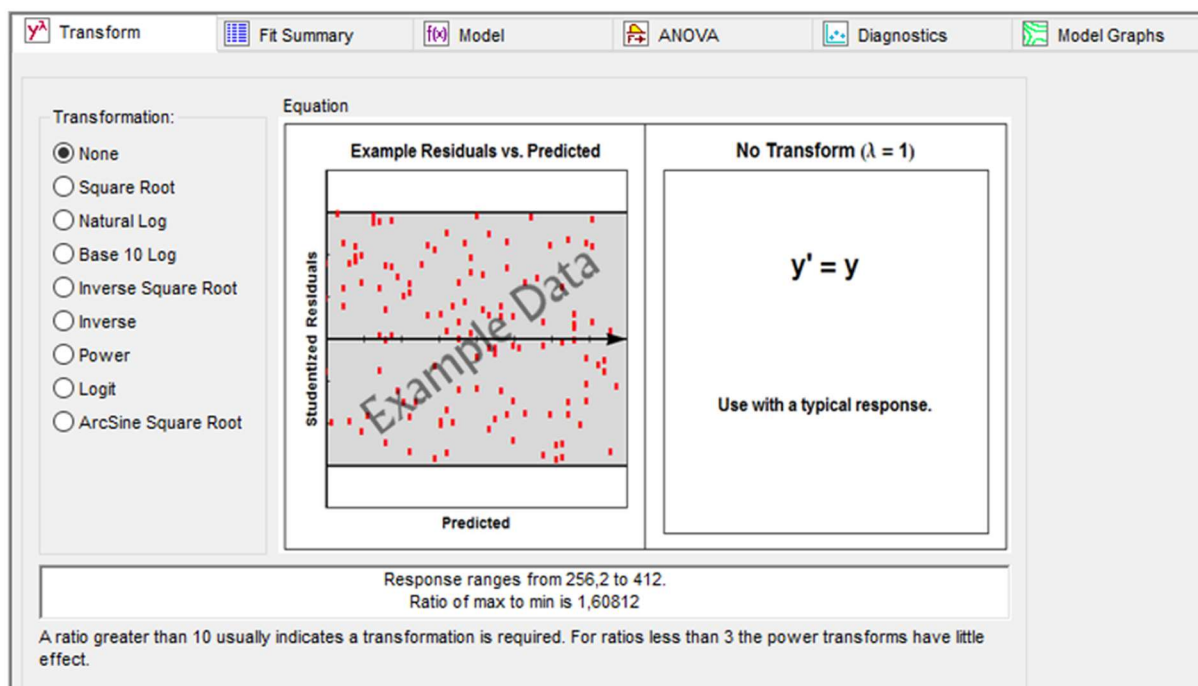 yλ Transform
Fit Summary
f(x) Model
ANOVA
Diagnostics
Model Graphs
Transformation:
None
Square Root
Natural Log
Base 10 Log
Inverse Square Root
Inverse
Power
Logit
ArcSine Square Root
Equation
Example Residuals vs. Predicted
Studentized Residuals
Example Data
Predicted
No Transform (λ = 1)
y' = y
Use with a typical response.
Response ranges from 256,2 to 412.
Ratio of max to min is 1,60812
A ratio greater than 10 usually indicates a transformation is required. For ratios less than 3 the power transforms have little
effect.